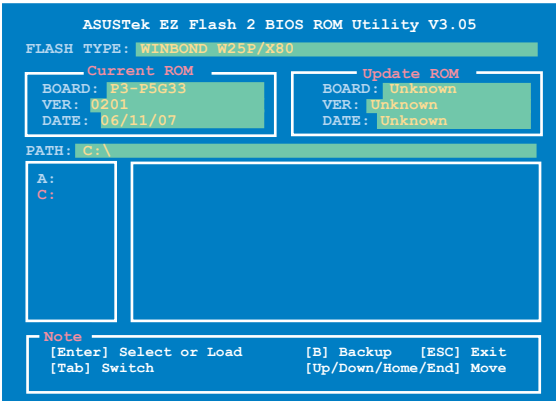 ASUSTek EZ Flash 2 BIOS ROM Utility V3.05
FLASH TYPE: WINBOND W25P/X80
Current ROM
BOARD: P3-P5G33
VER: 0201
DATE: 06/11/07
Update ROM
BOARD: Unknown
VER: Unknown
DATE: Unknown
PATH: C:\
A:
C:
Note
[Enter] Select or Load [B] Backup [ESC] Exit
[Tab] Switch [Up/Down/Home/End] Move